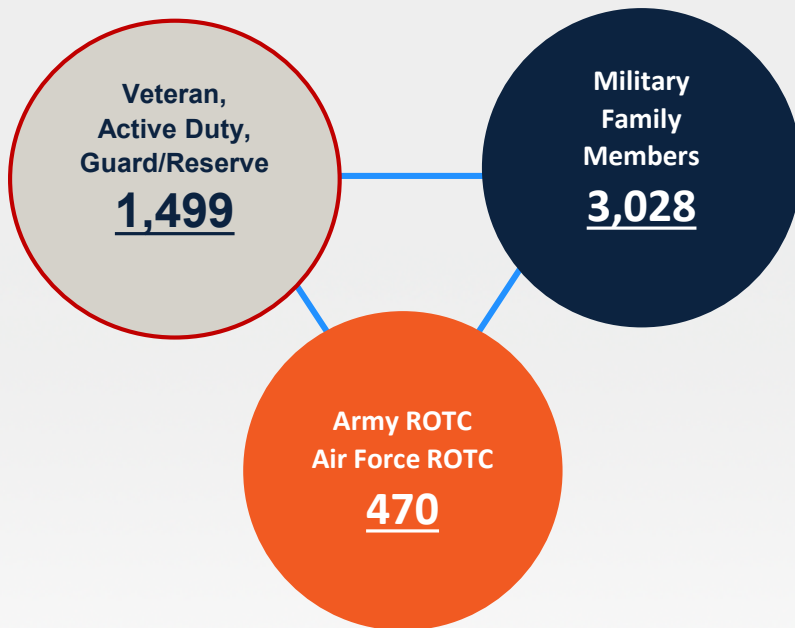 Veteran,
Active Duty,
Guard/Reserve
1,499
Military
Family
Members
3,028
Army ROTC
Air Force ROTC
470